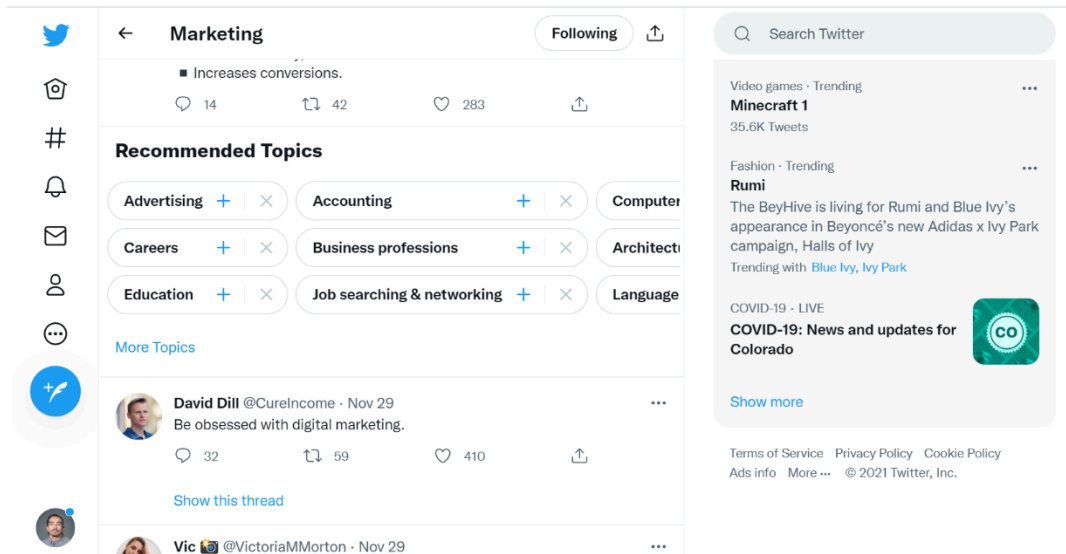 Marketing
Following
■ Increases conversions.
14 42 283
Recommended Topics
Advertising
Accounting
Careers
Business professions
Education
Job searching & networking
Language
More Topics
David Dill @CureIncome · Nov 29
Be obsessed with digital marketing.
32 59 410
Show this thread
Vic @VictoriaMMorton · Nov 29
Search Twitter
Video games · Trending
Minecraft 1
35.6K Tweets
Fashion · Trending
Rumi
The BeyHive is living for Rumi and Blue Ivy's
appearance in Beyoncé's new Adidas x Ivy Park
campaign, Halls of Ivy
Trending with Blue Ivy, Ivy Park
COVID-19 · LIVE
COVID-19: News and updates for
Colorado
CO
Show more
Terms of Service Privacy Policy Cookie Policy
Ads info More ··· © 2021 Twitter, Inc.